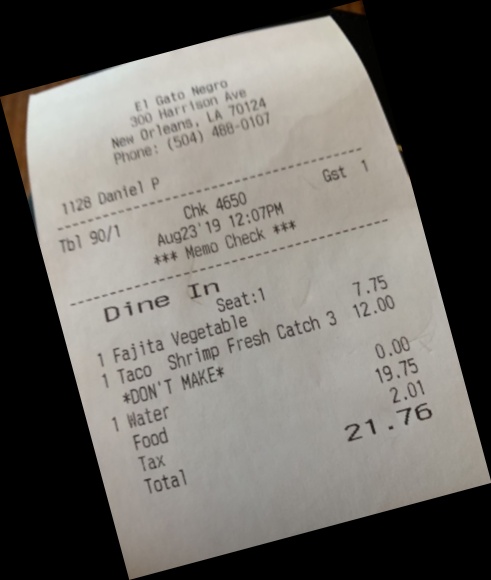 El Gato Negro
300 Harrison Ave
New Orleans, LA 70124
Phone: (504) 488-0107
1128 Daniel P
Tbl 90/1 Chk 4650 Gst 1
Aug23'19 12:07PM
*** Memo Check ***
Dine In
Seat:1
1 Fajita Vegetable 7.75
1 Taco Shrimp Fresh Catch 3 12.00
*DON'T MAKE*
1 Water 0.00
Food 19.75
Tax 2.01
Total 21.76